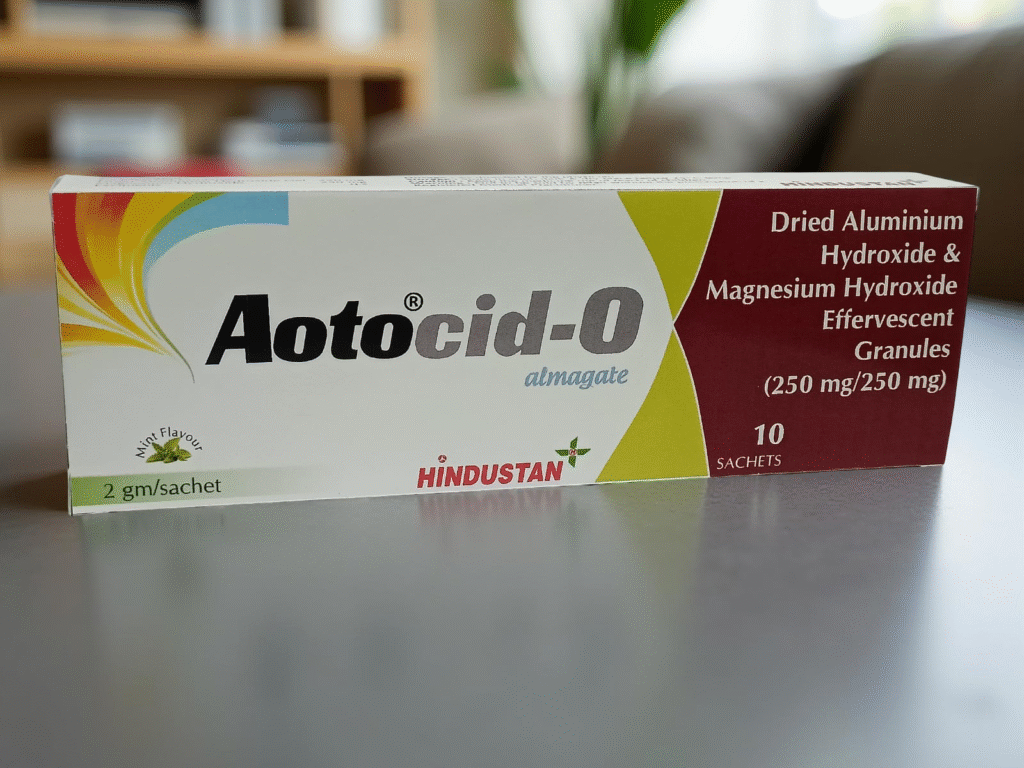 HINDUSTAN
Aotocid-O
®
almagate
Mint Flavour
2 gm/sachet
HINDUSTAN
Dried Aluminium
Hydroxide &
Magnesium Hydroxide
Effervescent
Granules
(250 mg/250 mg)
10
SACHETS